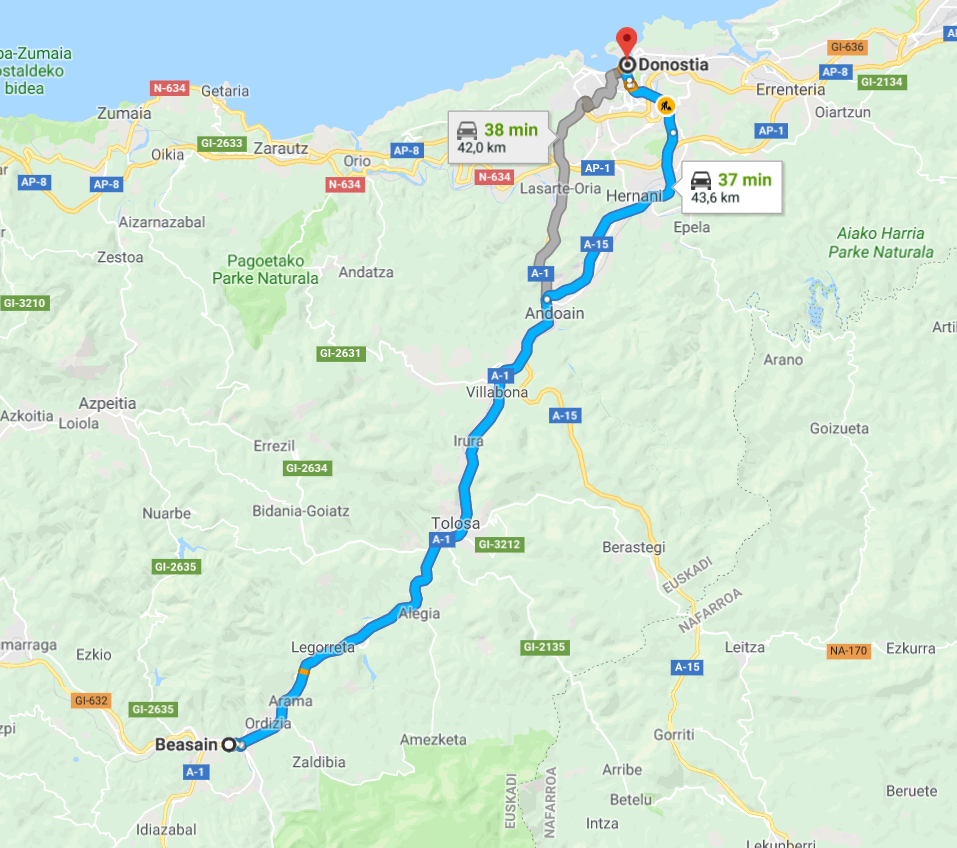 GI-636
AP-8
GI-2134
Errenteria
Oiartzun
Donostia
pa-Zumaia
ostaldeko
bidea
N-634
Getaria
Zumaia
GI-2633
Zarautz
Oikia
Orio
AP-8
38 min
42,0 km
AP-1
AP-1
N-634
N-634
Lasarte-Oria
Hernani
37 min
43,6 km
AP-8
AP-8
Aizarnazabal
Epela
Zestoa
Pagoetako
Parke Naturala
Andatza
A-15
A-1
Aiako Harria
Parke Naturala
GI-3210
Andoain
GI-2631
Arano
A-1
Villabona
Azpeitia
Azkoitia
Loiola
A-15
Goizueta
Irura
Errezil
GI-2634
Nuarbe
Bidania-Goiatz
Tolosa
A-1
GI-3212
Berastegi
GI-2635
EUSKADI
NAFARROA
Alegia
Legorreta
GI-2135
Leitza
NA-170
Ezkurra
Ezkio
A-15
GI-632
GI-2635
Arama
Ordizia
Beasain
A-1
Zaldibia
Amezketa
Gorriti
Arribe
Betelu
Intza
Beruete
EUSKADI
NAFARROA
Idiazabal
Lekunberri